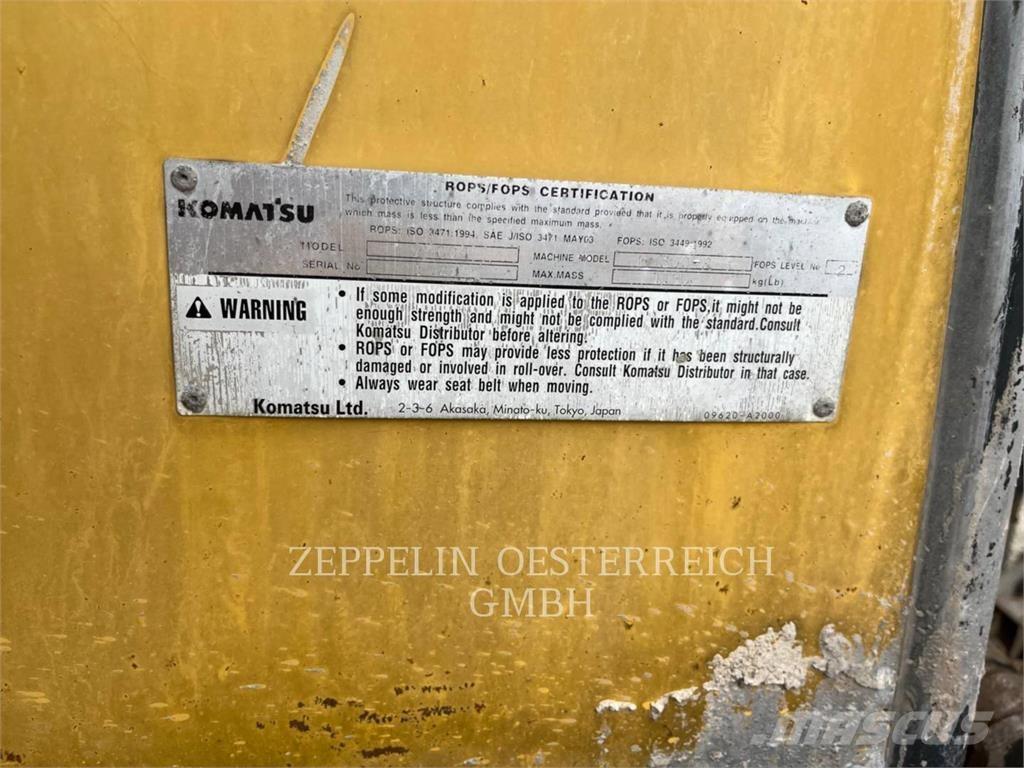 ROPS/FOPS CERTIFICATION
KOMATSU
This protective structure complies with the standard provided that it is properly equipped on the machine
which mass is less than the specified maximum mass.
ROPS: ISO 3471:1994, SAE J/ISO 3471 MAY03 FOPS: ISO 3449:1992
MODEL MACHINE MODEL /FOPS LEVEL No 2
SERIAL No MAX.MASS kg(Lb)
WARNING
• If some modification is applied to the ROPS or FOPS,it might not be
enough strength and might not be complied with the standard.Consult
Komatsu Distributor before altering.
• ROPS or FOPS may provide less protection if it has been structurally
damaged or involved in roll-over. Consult Komatsu Distributor in that case.
• Always wear seat belt when moving.
Komatsu Ltd. 2-3-6 Akasaka, Minato-ku, Tokyo, Japan 09620-A2000
ZEPPELIN OESTERREICH
GMBH
MASCUS